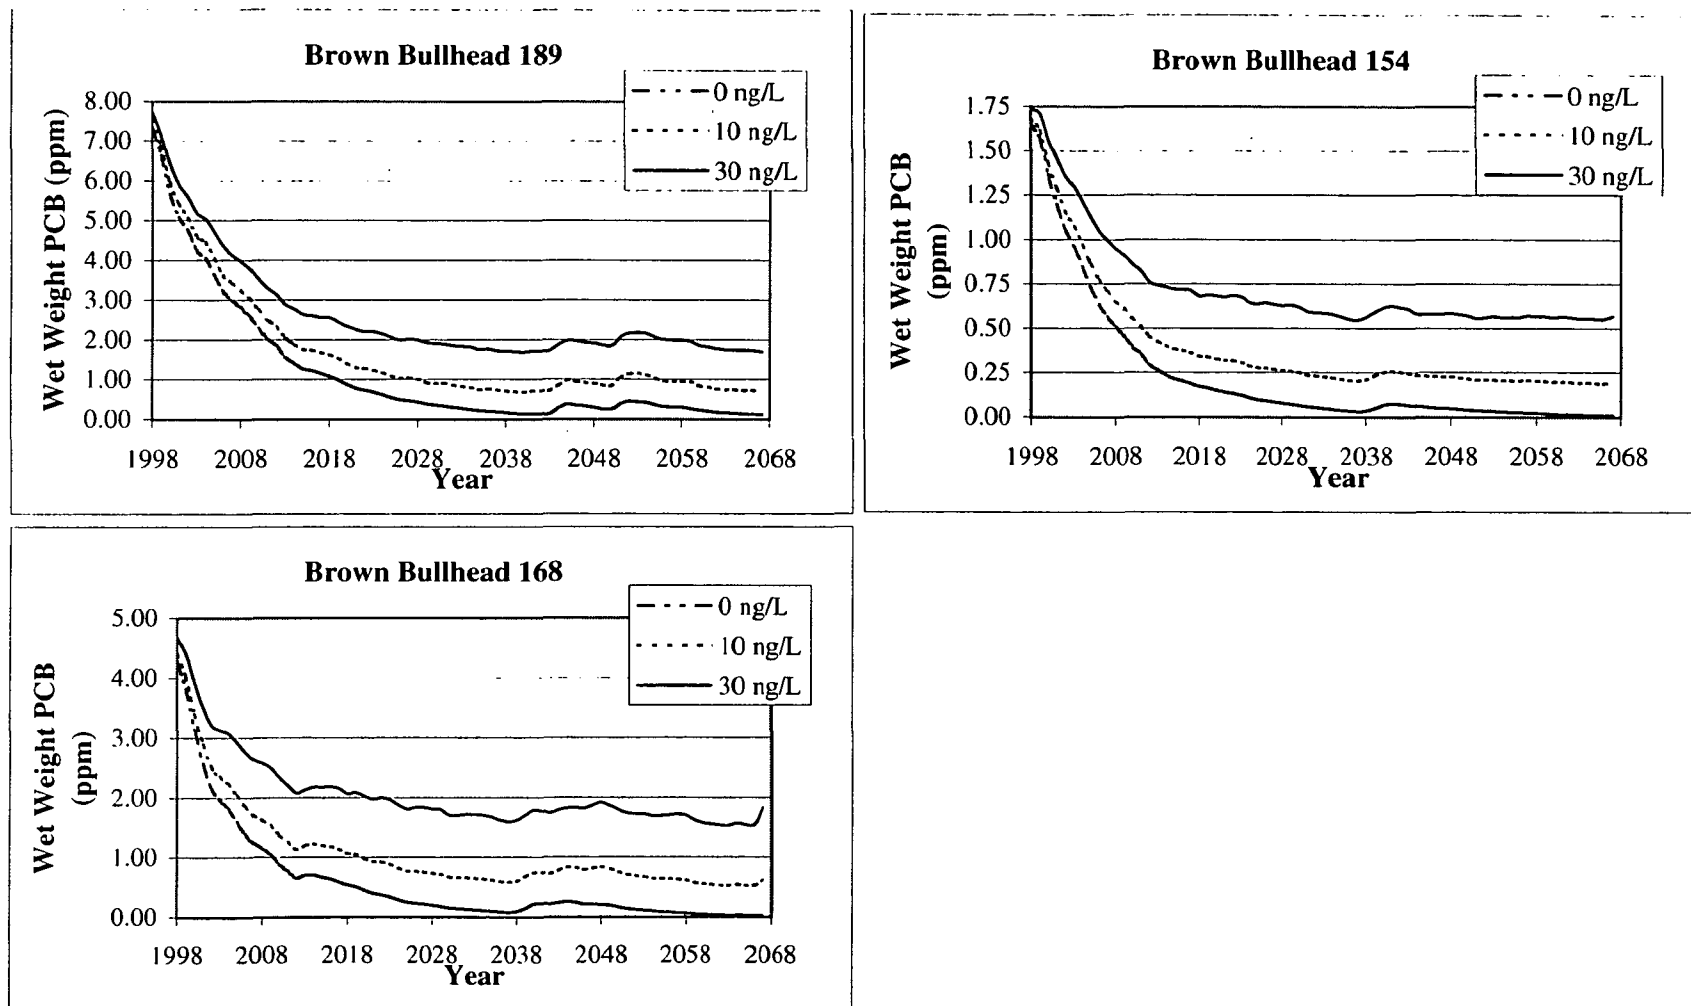 Brown Bullhead 189
0 ng/L
10 ng/L
30 ng/L
Wet Weight PCB (ppm)
8.00
7.00
6.00
5.00
4.00
3.00
2.00
1.00
0.00
1998 2008 2018 2028 2038 2048 2058 2068
Year
Brown Bullhead 154
0 ng/L
10 ng/L
30 ng/L
Wet Weight PCB
(ppm)
1.75
1.50
1.25
1.00
0.75
0.50
0.25
0.00
1998 2008 2018 2028 2038 2048 2058 2068
Year
Brown Bullhead 168
0 ng/L
10 ng/L
30 ng/L
Wet Weight PCB
(ppm)
5.00
4.00
3.00
2.00
1.00
0.00
1998 2008 2018 2028 2038 2048 2058 2068
Year